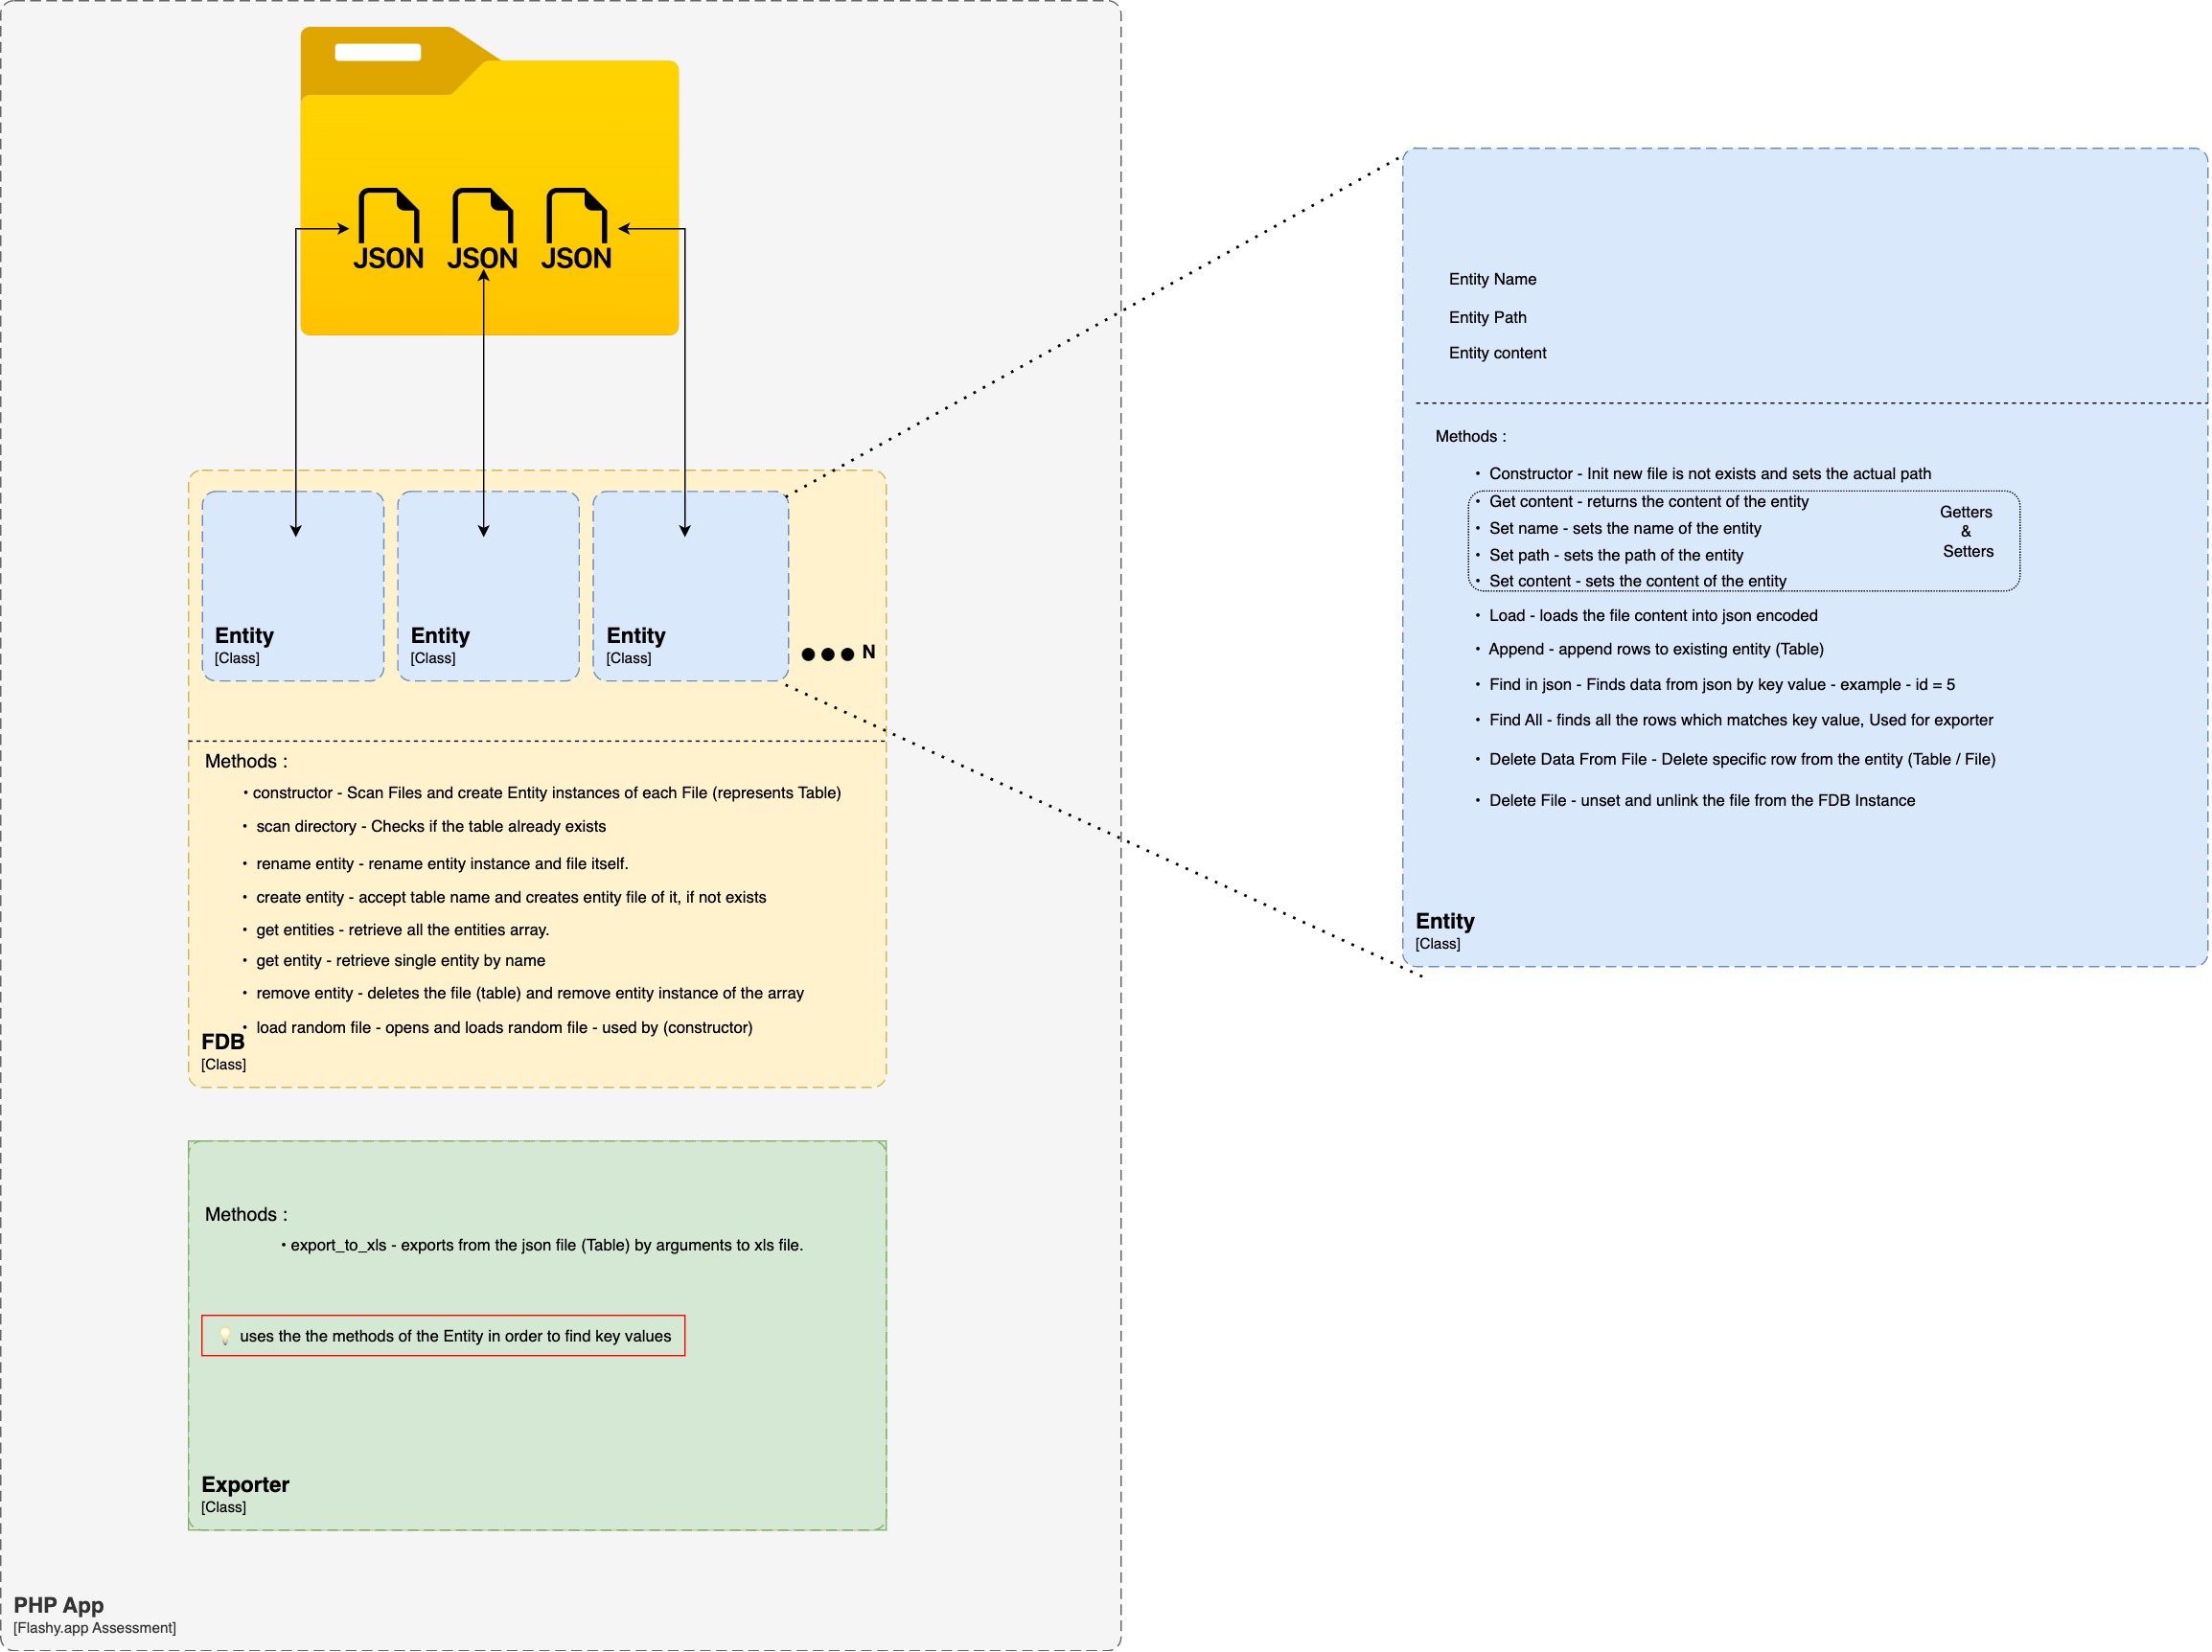 JSON JSON JSON
Entity
[Class]
Entity
[Class]
Entity
[Class]
N
Methods :
• constructor - Scan Files and create Entity instances of each File (represents Table)
• scan directory - Checks if the table already exists
• rename entity - rename entity instance and file itself.
• create entity - accept table name and creates entity file of it, if not exists
• get entities - retrieve all the entities array.
• get entity - retrieve single entity by name
• remove entity - deletes the file (table) and remove entity instance of the array
• load random file - opens and loads random file - used by (constructor)
FDB
[Class]
Methods :
• export_to_xls - exports from the json file (Table) by arguments to xls file.
💡 uses the the methods of the Entity in order to find key values
Exporter
[Class]
PHP App
[Flashy.app Assessment]
Entity Name
Entity Path
Entity content
Methods :
• Constructor - Init new file is not exists and sets the actual path
• Get content - returns the content of the entity
• Set name - sets the name of the entity
• Set path - sets the path of the entity
• Set content - sets the content of the entity
Getters
&
Setters
• Load - loads the file content into json encoded
• Append - append rows to existing entity (Table)
• Find in json - Finds data from json by key value - example - id = 5
• Find All - finds all the rows which matches key value, Used for exporter
• Delete Data From File - Delete specific row from the entity (Table / File)
• Delete File - unset and unlink the file from the FDB Instance
Entity
[Class]